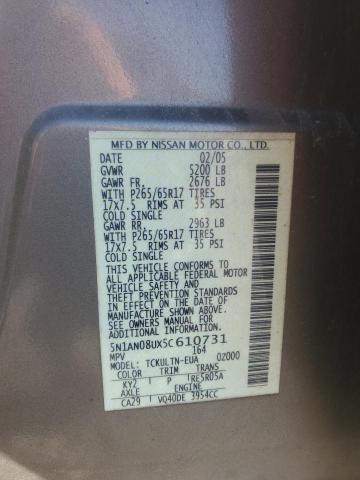 MFD BY NISSAN MOTOR CO., LTD.
DATE 02/05
GVWR 5200 LB
GAWR FR. 2676 LB
WITH P265/65R17 TIRES
17x7.5 RIMS AT 35 PSI
COLD SINGLE
GAWR RR. 2963 LB
WITH P265/65R17 TIRES
17x7.5 RIMS AT 35 PSI
COLD SINGLE
THIS VEHICLE CONFORMS TO
ALL APPLICABLE FEDERAL MOTOR
VEHICLE SAFETY STANDARDS
IN EFFECT ON THE DATE OF
MANUFACTURE SHOWN ABOVE.
SEE OWNERS MANUAL FOR
ADDITIONAL INFORMATION
5N1AN08UX5C610731
MPV 164
MODEL: TCKULTN-EUA 0Z000
COLOR TRIM TRANS
KY2 P RE5R05A
AXLE ENGINE
CA29 VQ40DE 3954CC